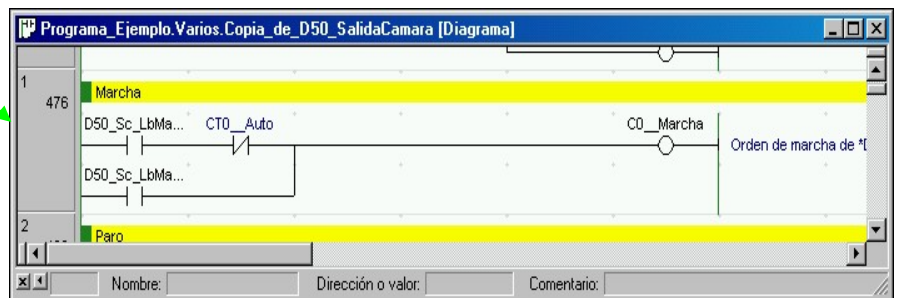 Programa_Ejemplo.Varios.Copia_de_D50_SalidaCamara [Diagrama]
1
476
Marcha
D50_Sc_LbMa... CT0__Auto C0__Marcha
Orden de marcha de *
D50_Sc_LbMa...
2
Paro
Nombre: Dirección o valor: Comentario: